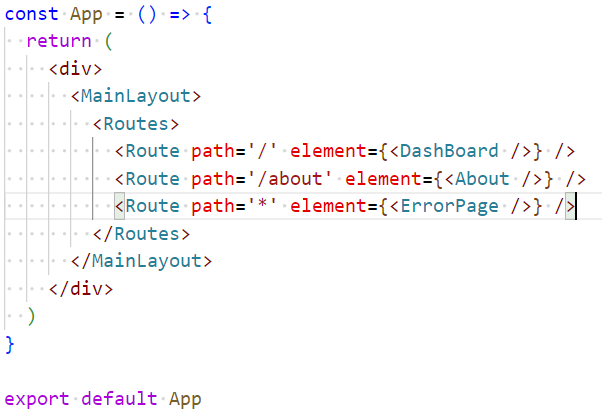 const App = () => {
  return (
    <div>
      <MainLayout>
        <Routes>
          <Route path='/' element={<DashBoard />} />
          <Route path='/about' element={<About />} />
          <Route path='*' element={<ErrorPage />} />
        </Routes>
      </MainLayout>
    </div>
  )
}

export default App